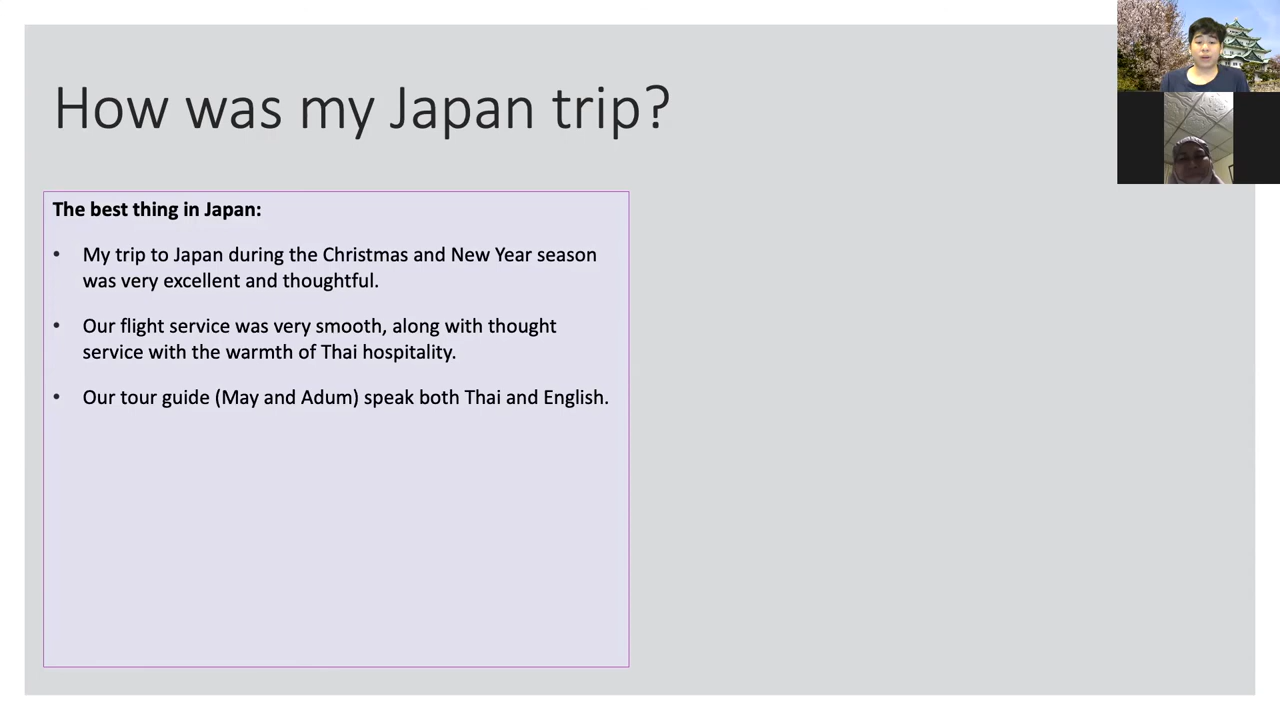 How was my Japan trip?
The best thing in Japan:
• My trip to Japan during the Christmas and New Year season
was very excellent and thoughtful.
• Our flight service was very smooth, along with thought
service with the warmth of Thai hospitality.
• Our tour guide (May and Adum) speak both Thai and English.